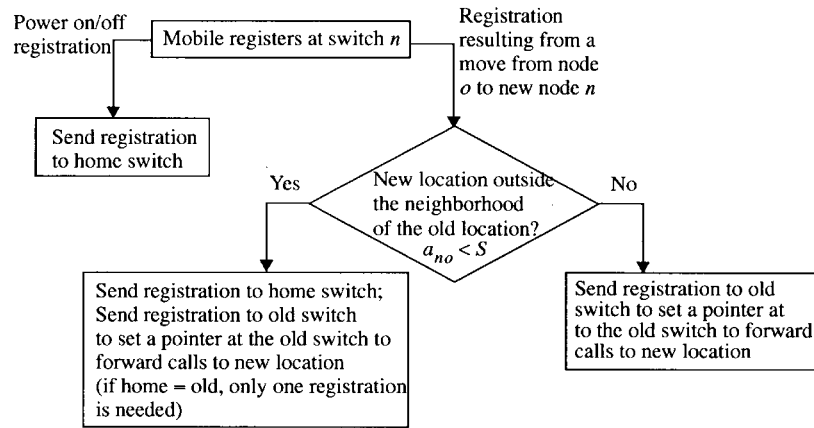 Power on/off
registration
Mobile registers at switch n
Registration
resulting from a
move from node
o to new node n
Send registration
to home switch
Yes
New location outside
the neighborhood
of the old location?
a_no < S
No
Send registration to home switch;
Send registration to old switch
to set a pointer at the old switch to
forward calls to new location
(if home = old, only one registration
is needed)
Send registration to old
switch to set a pointer at
to the old switch to forward
calls to new location